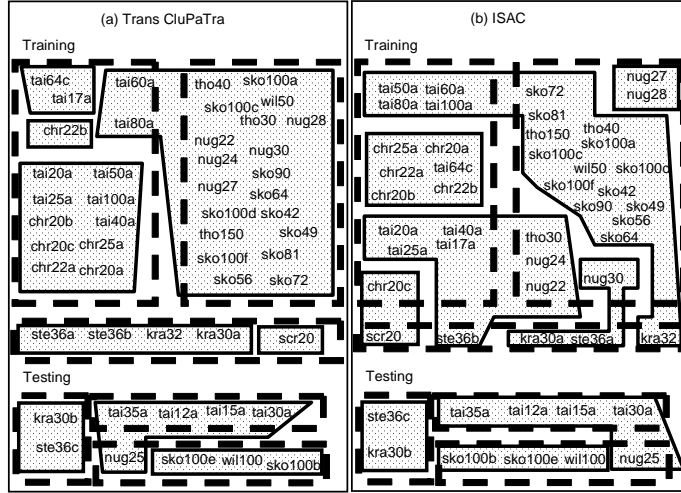 (a) Trans CluPaTra
Training
tai64c tai60a tho40 sko100a
tai17a sko100c wil50
chr22b tai80a tho30 nug28
nug22
nug24 nug30
tai20a tai50a nug27 sko90
sko64
tai25a tai100a sko100d sko42
chr20b tai40a tho150 sko49
chr20c chr25a sko100f sko81
chr22a chr20a sko56 sko72
ste36a ste36b kra32 kra30a scr20
Testing
kra30b tai35a tai12a tai15a tai30a
ste36c nug25 sko100e wil100 sko100b
(b) ISAC
Training
tai50a tai60a sko72 nug27
tai80a tai100a nug28
sko81
tho150 tho40
chr25a chr20a sko100c sko100a
chr22a tai64c wil50 sko100d
chr20b chr22b sko100f sko42
sko90 sko49
sko56
tai20a tai40a tho30 sko64
tai25a tai17a
nug24
chr20c nug22 nug30
scr20 ste36b kra30a ste36a kra32
Testing
ste36c tai35a tai12a tai15a tai30a
kra30b sko100b sko100e wil100 nug25